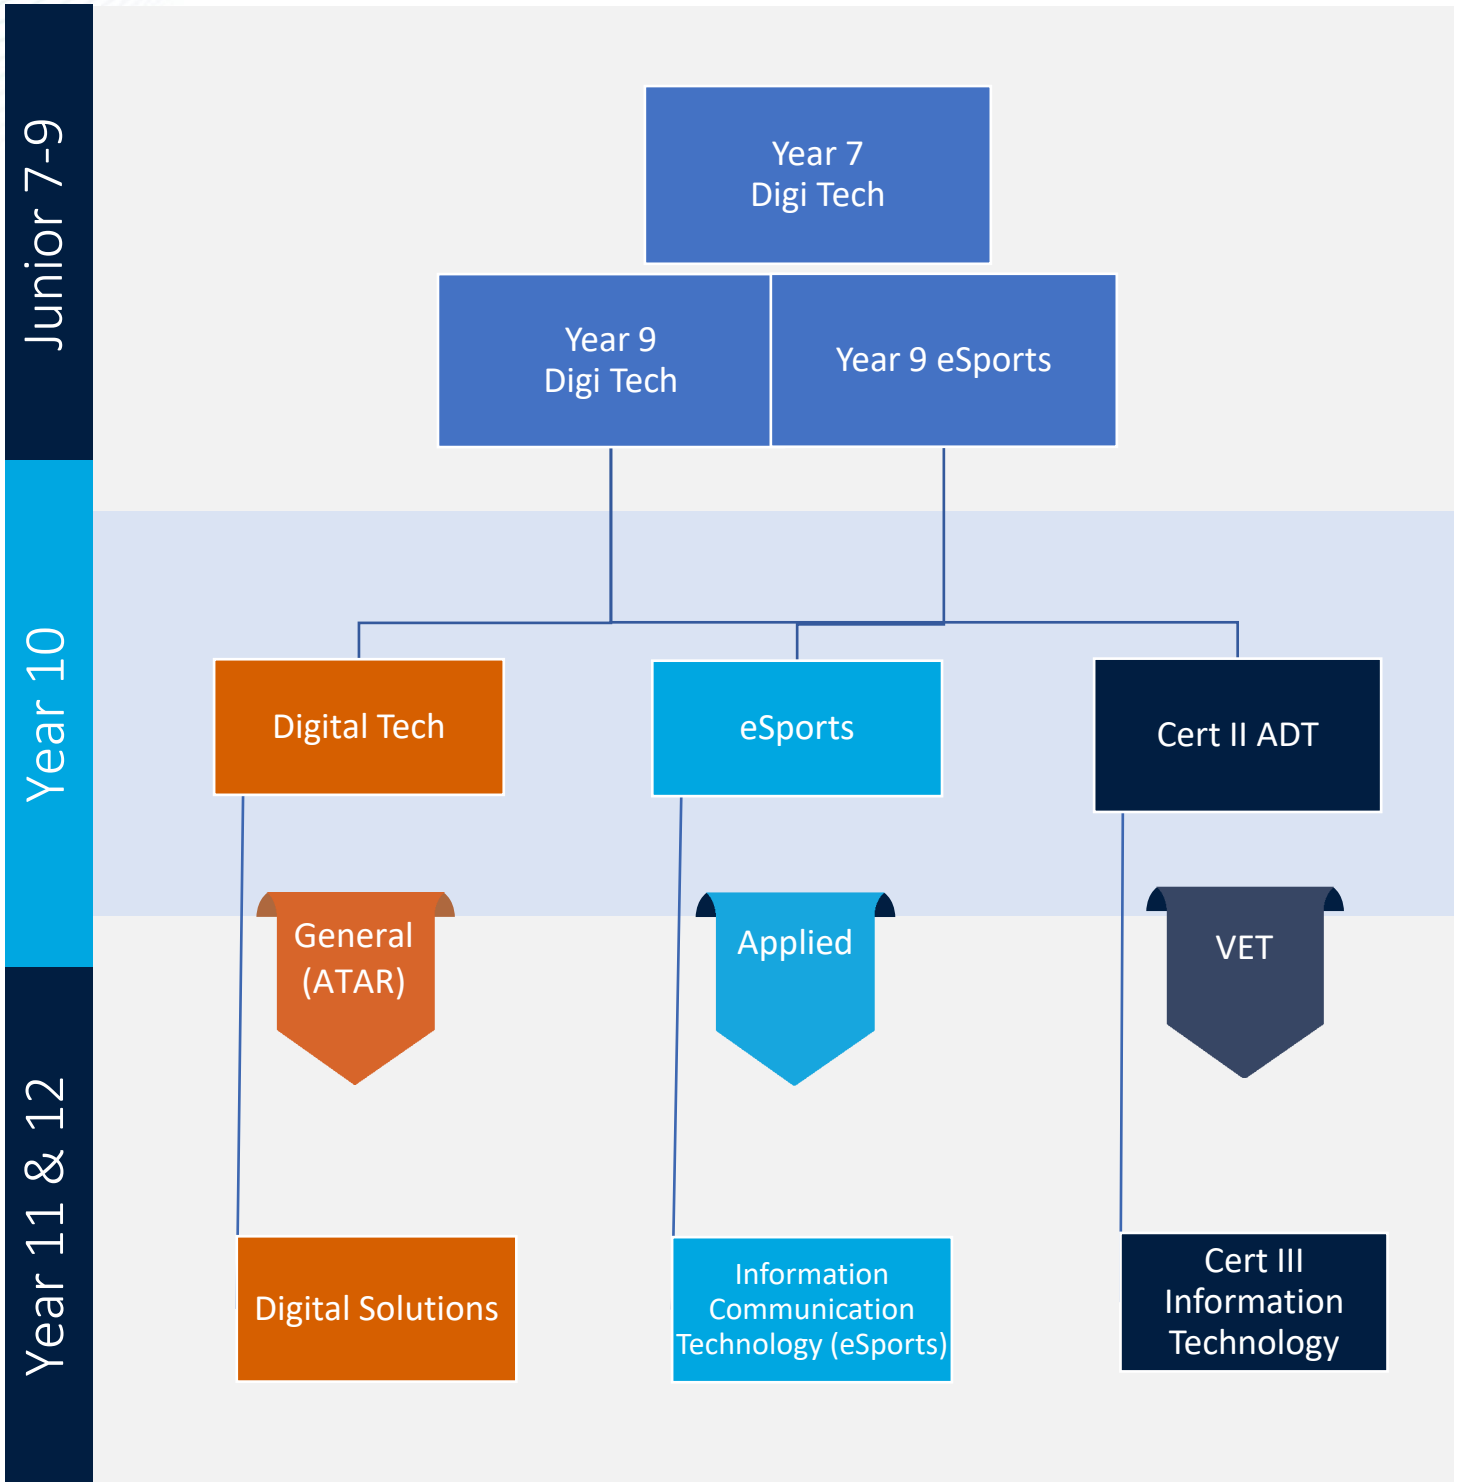 Junior 7-9
Year 7
Digi Tech
Year 9
Digi Tech
Year 9 eSports
Year 10
Digital Tech
eSports
Cert II ADT
General
(ATAR)
Applied
VET
Year 11 & 12
Digital Solutions
Information
Communication
Technology (eSports)
Cert III
Information
Technology